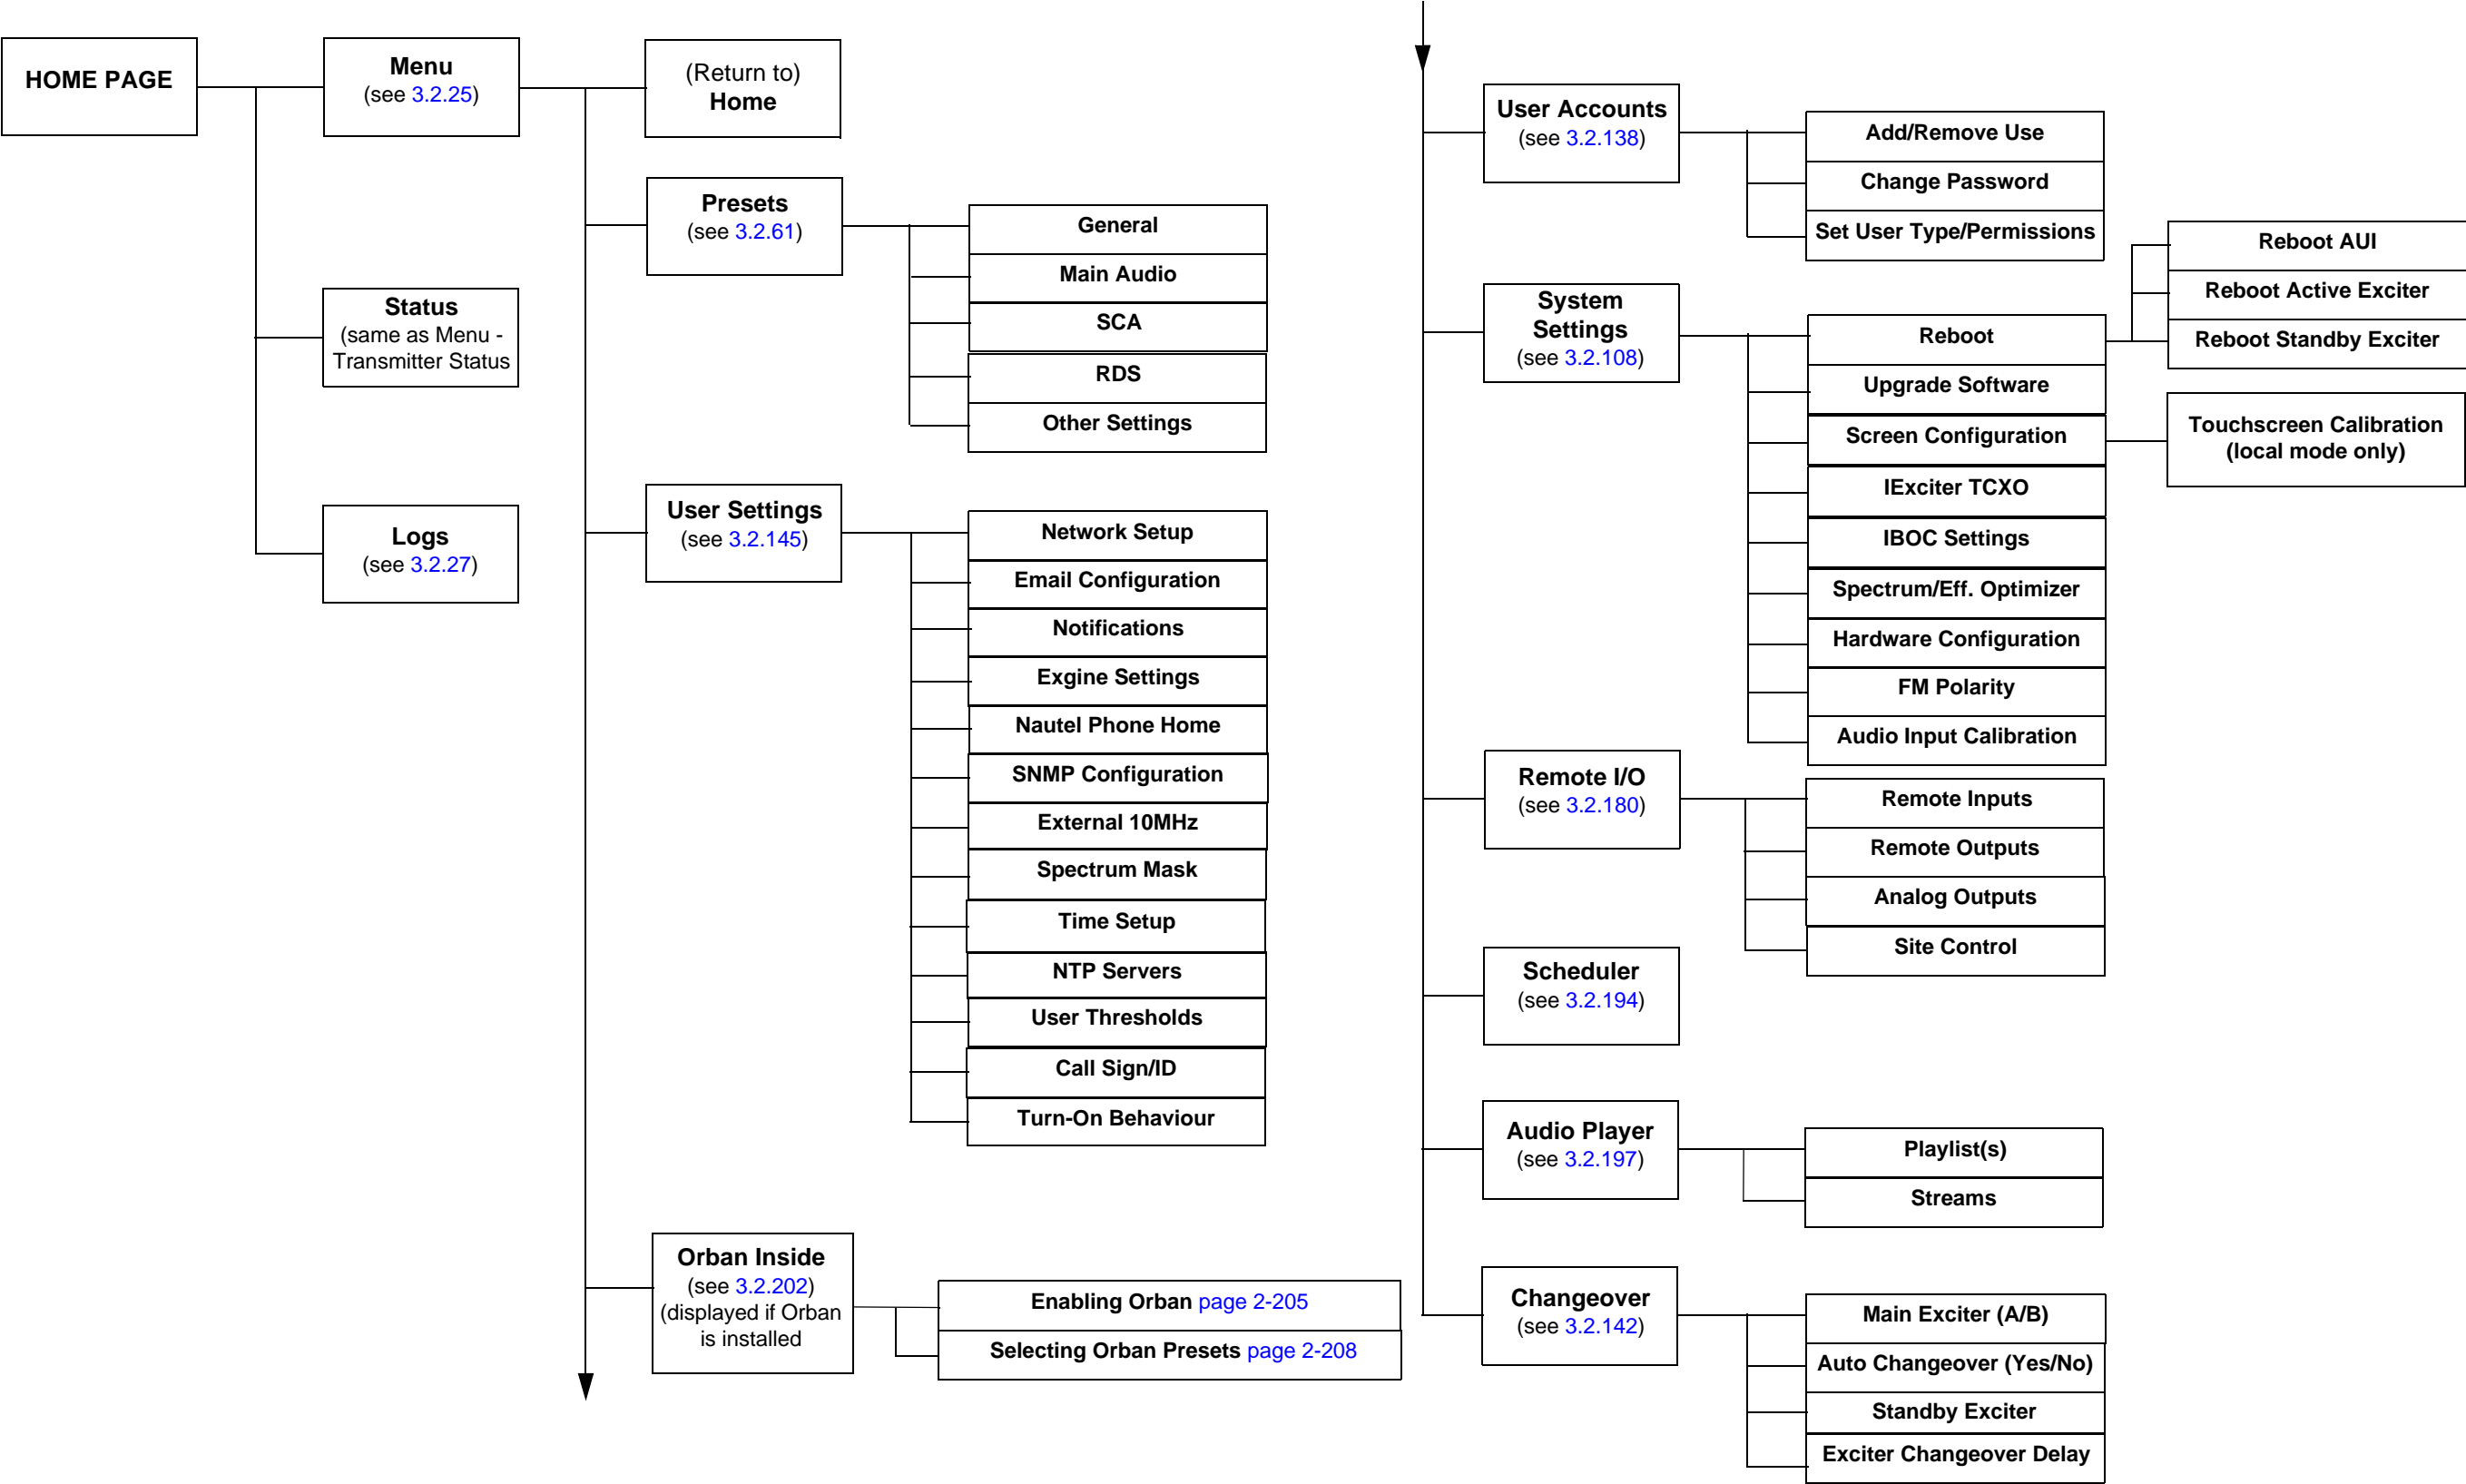 HOME PAGE
Menu
(see 3.2.25)
(Return to)
Home
Presets
(see 3.2.61)
General
Main Audio
SCA
RDS
Other Settings
Status
(same as Menu -
Transmitter Status
Logs
(see 3.2.27)
User Settings
(see 3.2.145)
Network Setup
Email Configuration
Notifications
Exgine Settings
Nautel Phone Home
SNMP Configuration
External 10MHz
Spectrum Mask
Time Setup
NTP Servers
User Thresholds
Call Sign/ID
Turn-On Behaviour
Orban Inside
(see 3.2.202)
(displayed if Orban
is installed
Enabling Orban page 2-205
Selecting Orban Presets page 2-208
User Accounts
(see 3.2.138)
Add/Remove Use
Change Password
Set User Type/Permissions
System
Settings
(see 3.2.108)
Reboot
Upgrade Software
Screen Configuration
IExciter TCXO
IBOC Settings
Spectrum/Eff. Optimizer
Hardware Configuration
FM Polarity
Audio Input Calibration
Reboot AUI
Reboot Active Exciter
Reboot Standby Exciter
Touchscreen Calibration
(local mode only)
Remote I/O
(see 3.2.180)
Remote Inputs
Remote Outputs
Analog Outputs
Site Control
Scheduler
(see 3.2.194)
Audio Player
(see 3.2.197)
Playlist(s)
Streams
Changeover
(see 3.2.142)
Main Exciter (A/B)
Auto Changeover (Yes/No)
Standby Exciter
Exciter Changeover Delay